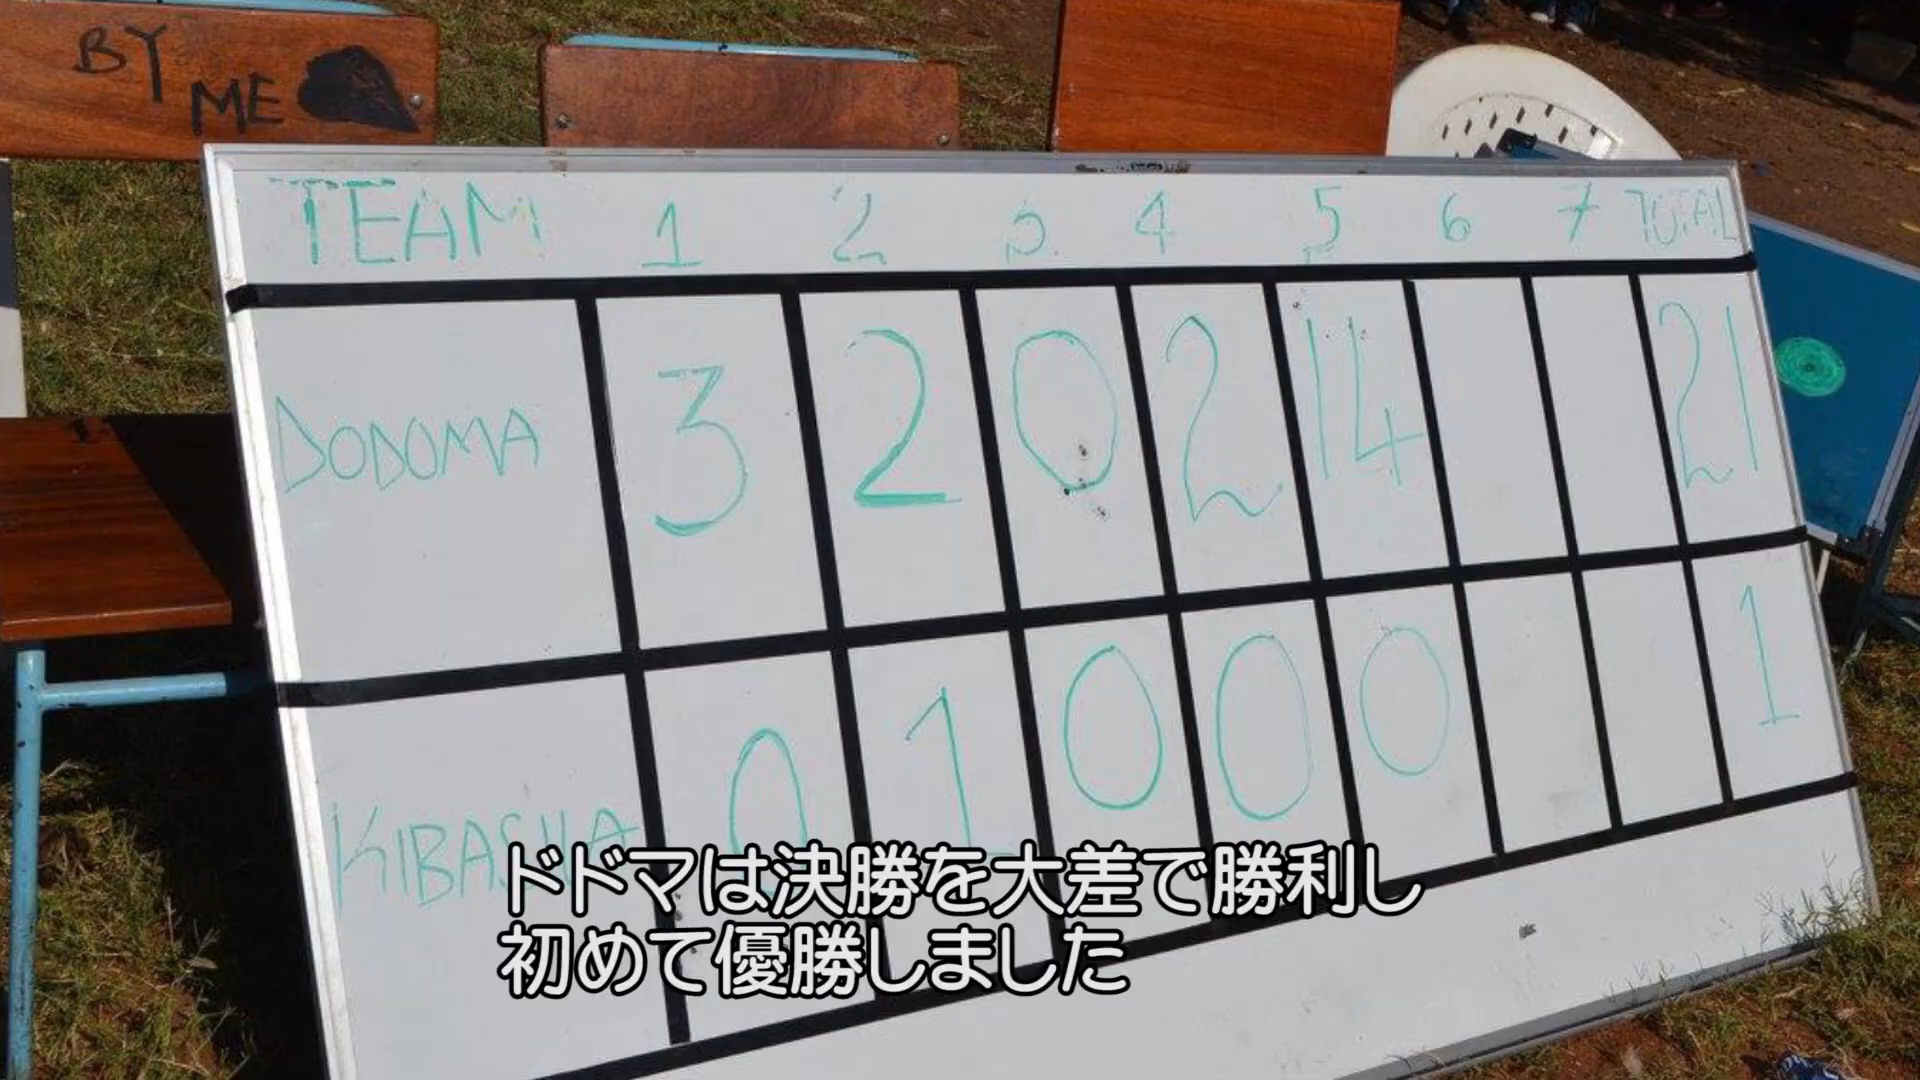 BY
ME
TEAM 1 2 3 4 5 6 7 TOTAL
DODOMA 3 2 0 2 14 21
KIBASILA 0 1 0 0 0 1
ドドマは決勝を大差で勝利し
初めて優勝しました